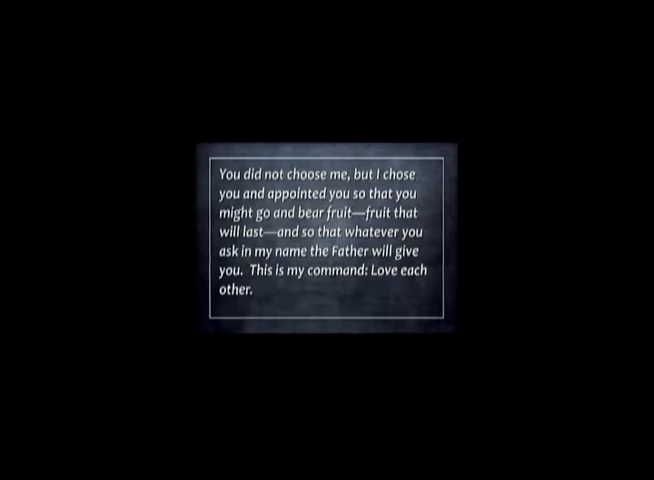 You did not choose me, but I chose
you and appointed you so that you
might go and bear fruit—fruit that
will last—and so that whatever you
ask in my name the Father will give
you.  This is my command: Love each
other.